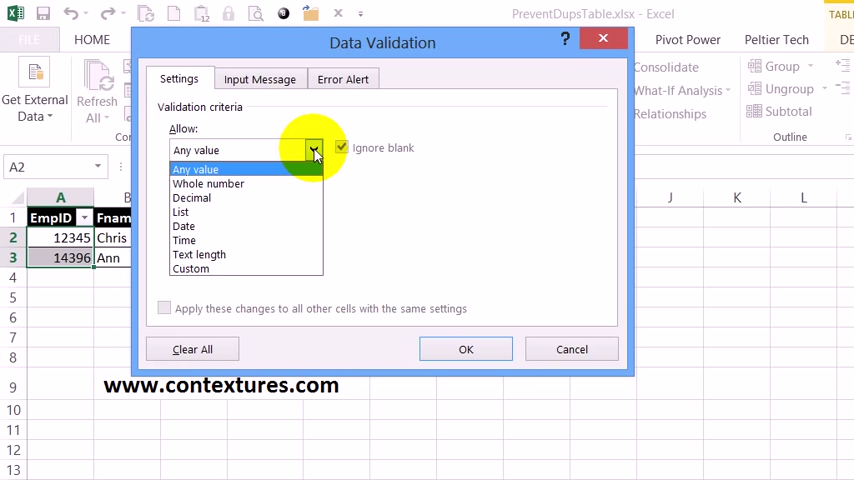 PreventDupsTable.xlsx - Excel
TABL
FILE
HOME
Pivot Power
Peltier Tech
DE
Data Validation
?
Get External
Data
Refresh
All
Settings
Input Message
Error Alert
Consolidate
What-If Analysis
Relationships
Group
Ungroup
Subtotal
Outline
Validation criteria
Allow:
Any value
Ignore blank
Any value
Whole number
Decimal
List
Date
Time
Text length
Custom
Apply these changes to all other cells with the same settings
Clear All
OK
Cancel
A2
A
B
J
K
L
1 EmpID Fname
2 12345 Chris
3 14396 Ann
4
5
6
7
8
9
www.contextures.com
10
11
12
13